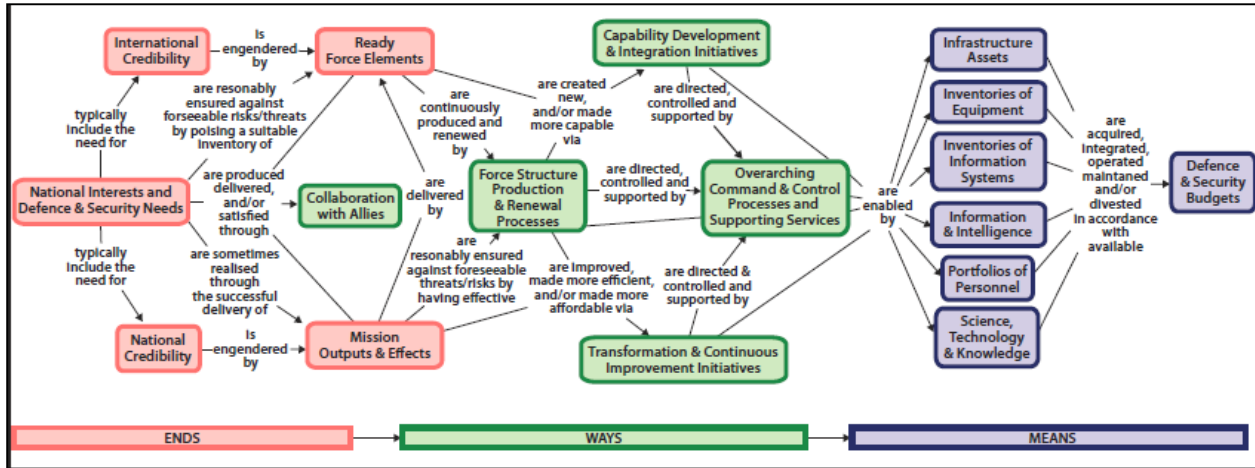 International
Credibility
Is
engendered
by
Ready
Force Elements
typically
Include the
need for
are resonably
ensured against
forseeable risks/threats
by poising a suitable
Inventory of
National Interests and
Defence & Security Needs
are produced
delivered,
and/or
satisfied
through
Collaboration
with Allies
typically
Include the
need for
are sometimes
realised
through
the successful
delivery of
National
Credibility
Is
engendered
by
Mission
Outputs & Effects
are
delivered
by
are
continuously
produced and
renewed
by
are
resonably ensured
against foreseeable
threats/risks by
having effective
Capability Development
& Integration Initiatives
are created
new,
and/or made
more capable
via
are directed,
controlled and
supported by
Force Structure
Production
& Renewal
Processes
are directed,
controlled and
supported by
Overarching
Command & Control
Processes and
Supporting Services
are improved,
made more efficient,
and/or made more
affordable via
are directed &
controlled and
supported by
Transformation & Continuous
Improvement Initiatives
are
enabled
by
Infrastructure
Assets
Inventories of
Equipment
Inventories of
Information
Systems
Information
& Intelligence
Portfolios of
Personnel
Science,
Technology
& Knowledge
are
acquired,
Integrated,
operated
maintaned
and/or
divested
In accordance
with
available
Defence
& Security
Budgets
ENDS
WAYS
MEANS